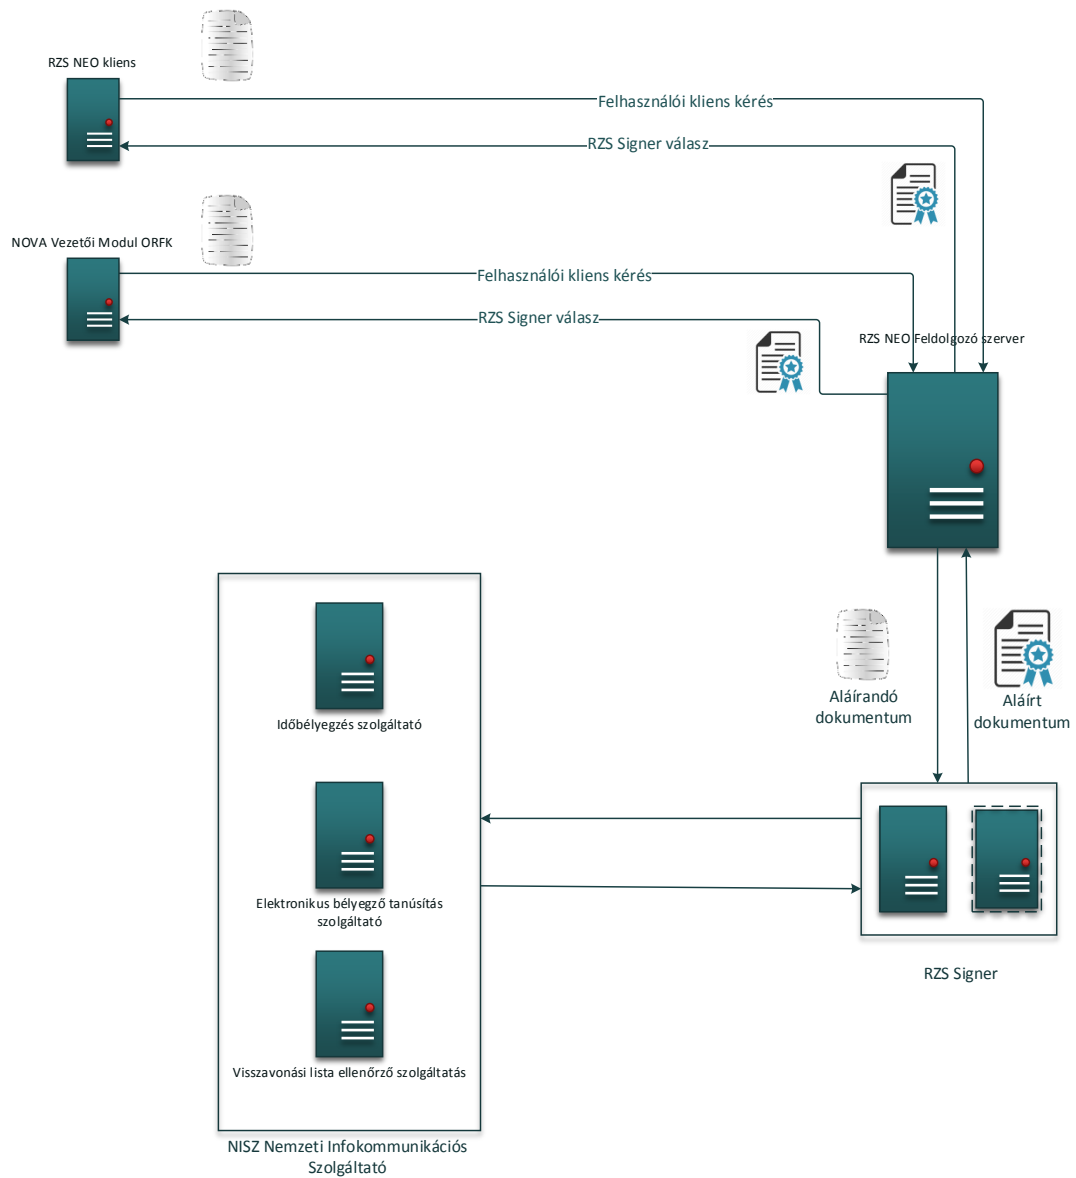 RZS NEO kliens
Felhasználói kliens kérés
RZS Signer válasz
NOVA Vezetői Modul ORFK
Felhasználói kliens kérés
RZS Signer válasz
RZS NEO Feldolgozó szerver
Aláírandó
dokumentum
Aláírt
dokumentum
Időbélyegzés szolgáltató
Elektronikus bélyegző tanúsítás
szolgáltató
RZS Signer
Visszavonási lista ellenőrző szolgáltatás
NISZ Nemzeti Infokommunikációs
Szolgáltató